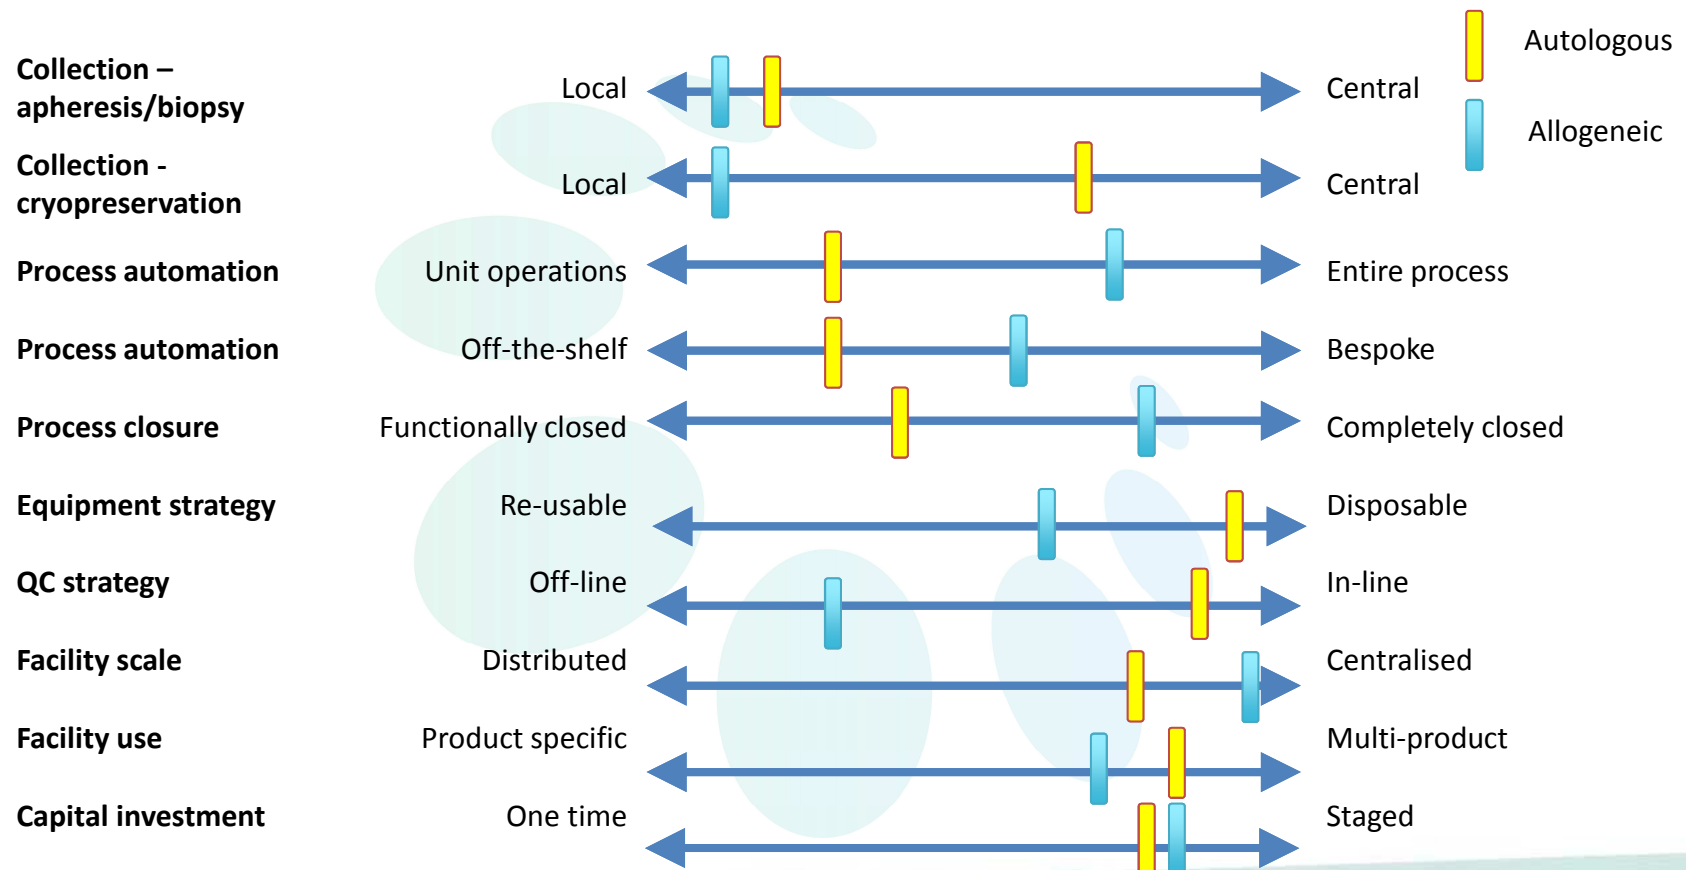 Autologous
Allogeneic
Collection –
apheresis/biopsy
Local
Central
Collection -
cryopreservation
Local
Central
Process automation
Unit operations
Entire process
Process automation
Off-the-shelf
Bespoke
Process closure
Functionally closed
Completely closed
Equipment strategy
Re-usable
Disposable
QC strategy
Off-line
In-line
Facility scale
Distributed
Centralised
Facility use
Product specific
Multi-product
Capital investment
One time
Staged